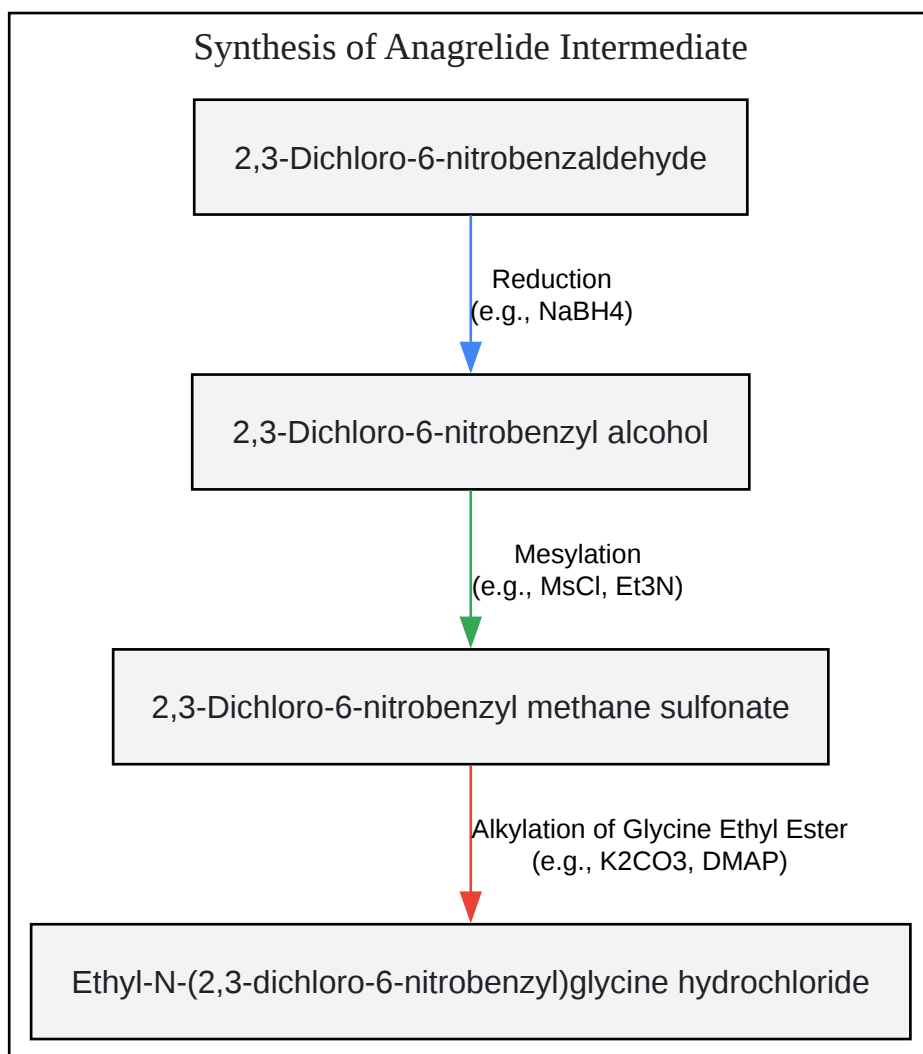 Synthesis of Anagrelide Intermediate
2,3-Dichloro-6-nitrobenzaldehyde
Reduction
(e.g., NaBH4)
2,3-Dichloro-6-nitrobenzyl alcohol
Mesylation
(e.g., MsCl, Et3N)
2,3-Dichloro-6-nitrobenzyl methane sulfonate
Alkylation of Glycine Ethyl Ester
(e.g., K2CO3, DMAP)
Ethyl-N-(2,3-dichloro-6-nitrobenzyl)glycine hydrochloride